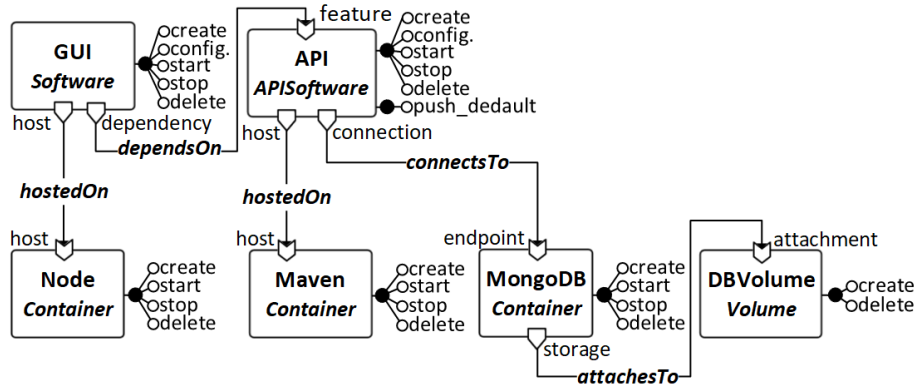 GUI
Software
create
config.
start
stop
delete
host
dependency
dependsOn
feature
API
APISoftware
create
config.
start
stop
delete
push_dedault
host
connection
connectsTo
hostedOn
hostedOn
host
Node
Container
create
start
stop
delete
host
Maven
Container
create
start
stop
delete
endpoint
MongoDB
Container
create
start
stop
delete
storage
attachesTo
attachment
DBVolume
Volume
create
delete